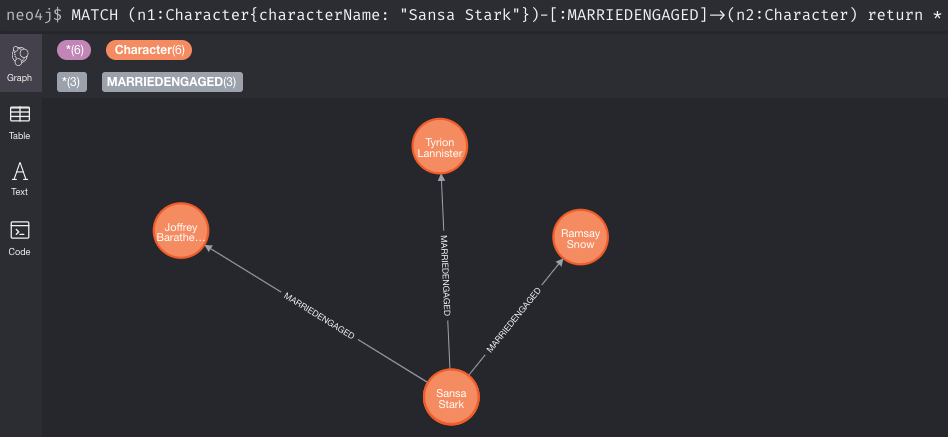 neo4j$ MATCH (n1:Character{characterName: "Sansa Stark"})-[:MARRIEDENGAGED]→(n2:Character) return *
Graph
*(6) Character(6)
*(3) MARRIEDENGAGED(3)
Table
Text
Code
Tyrion
Lannister
Joffrey
Barathe...
Ramsay
Snow
MARRIEDENGAGED
MARRIEDENGAGED
MARRIEDENGAGED
Sansa
Stark